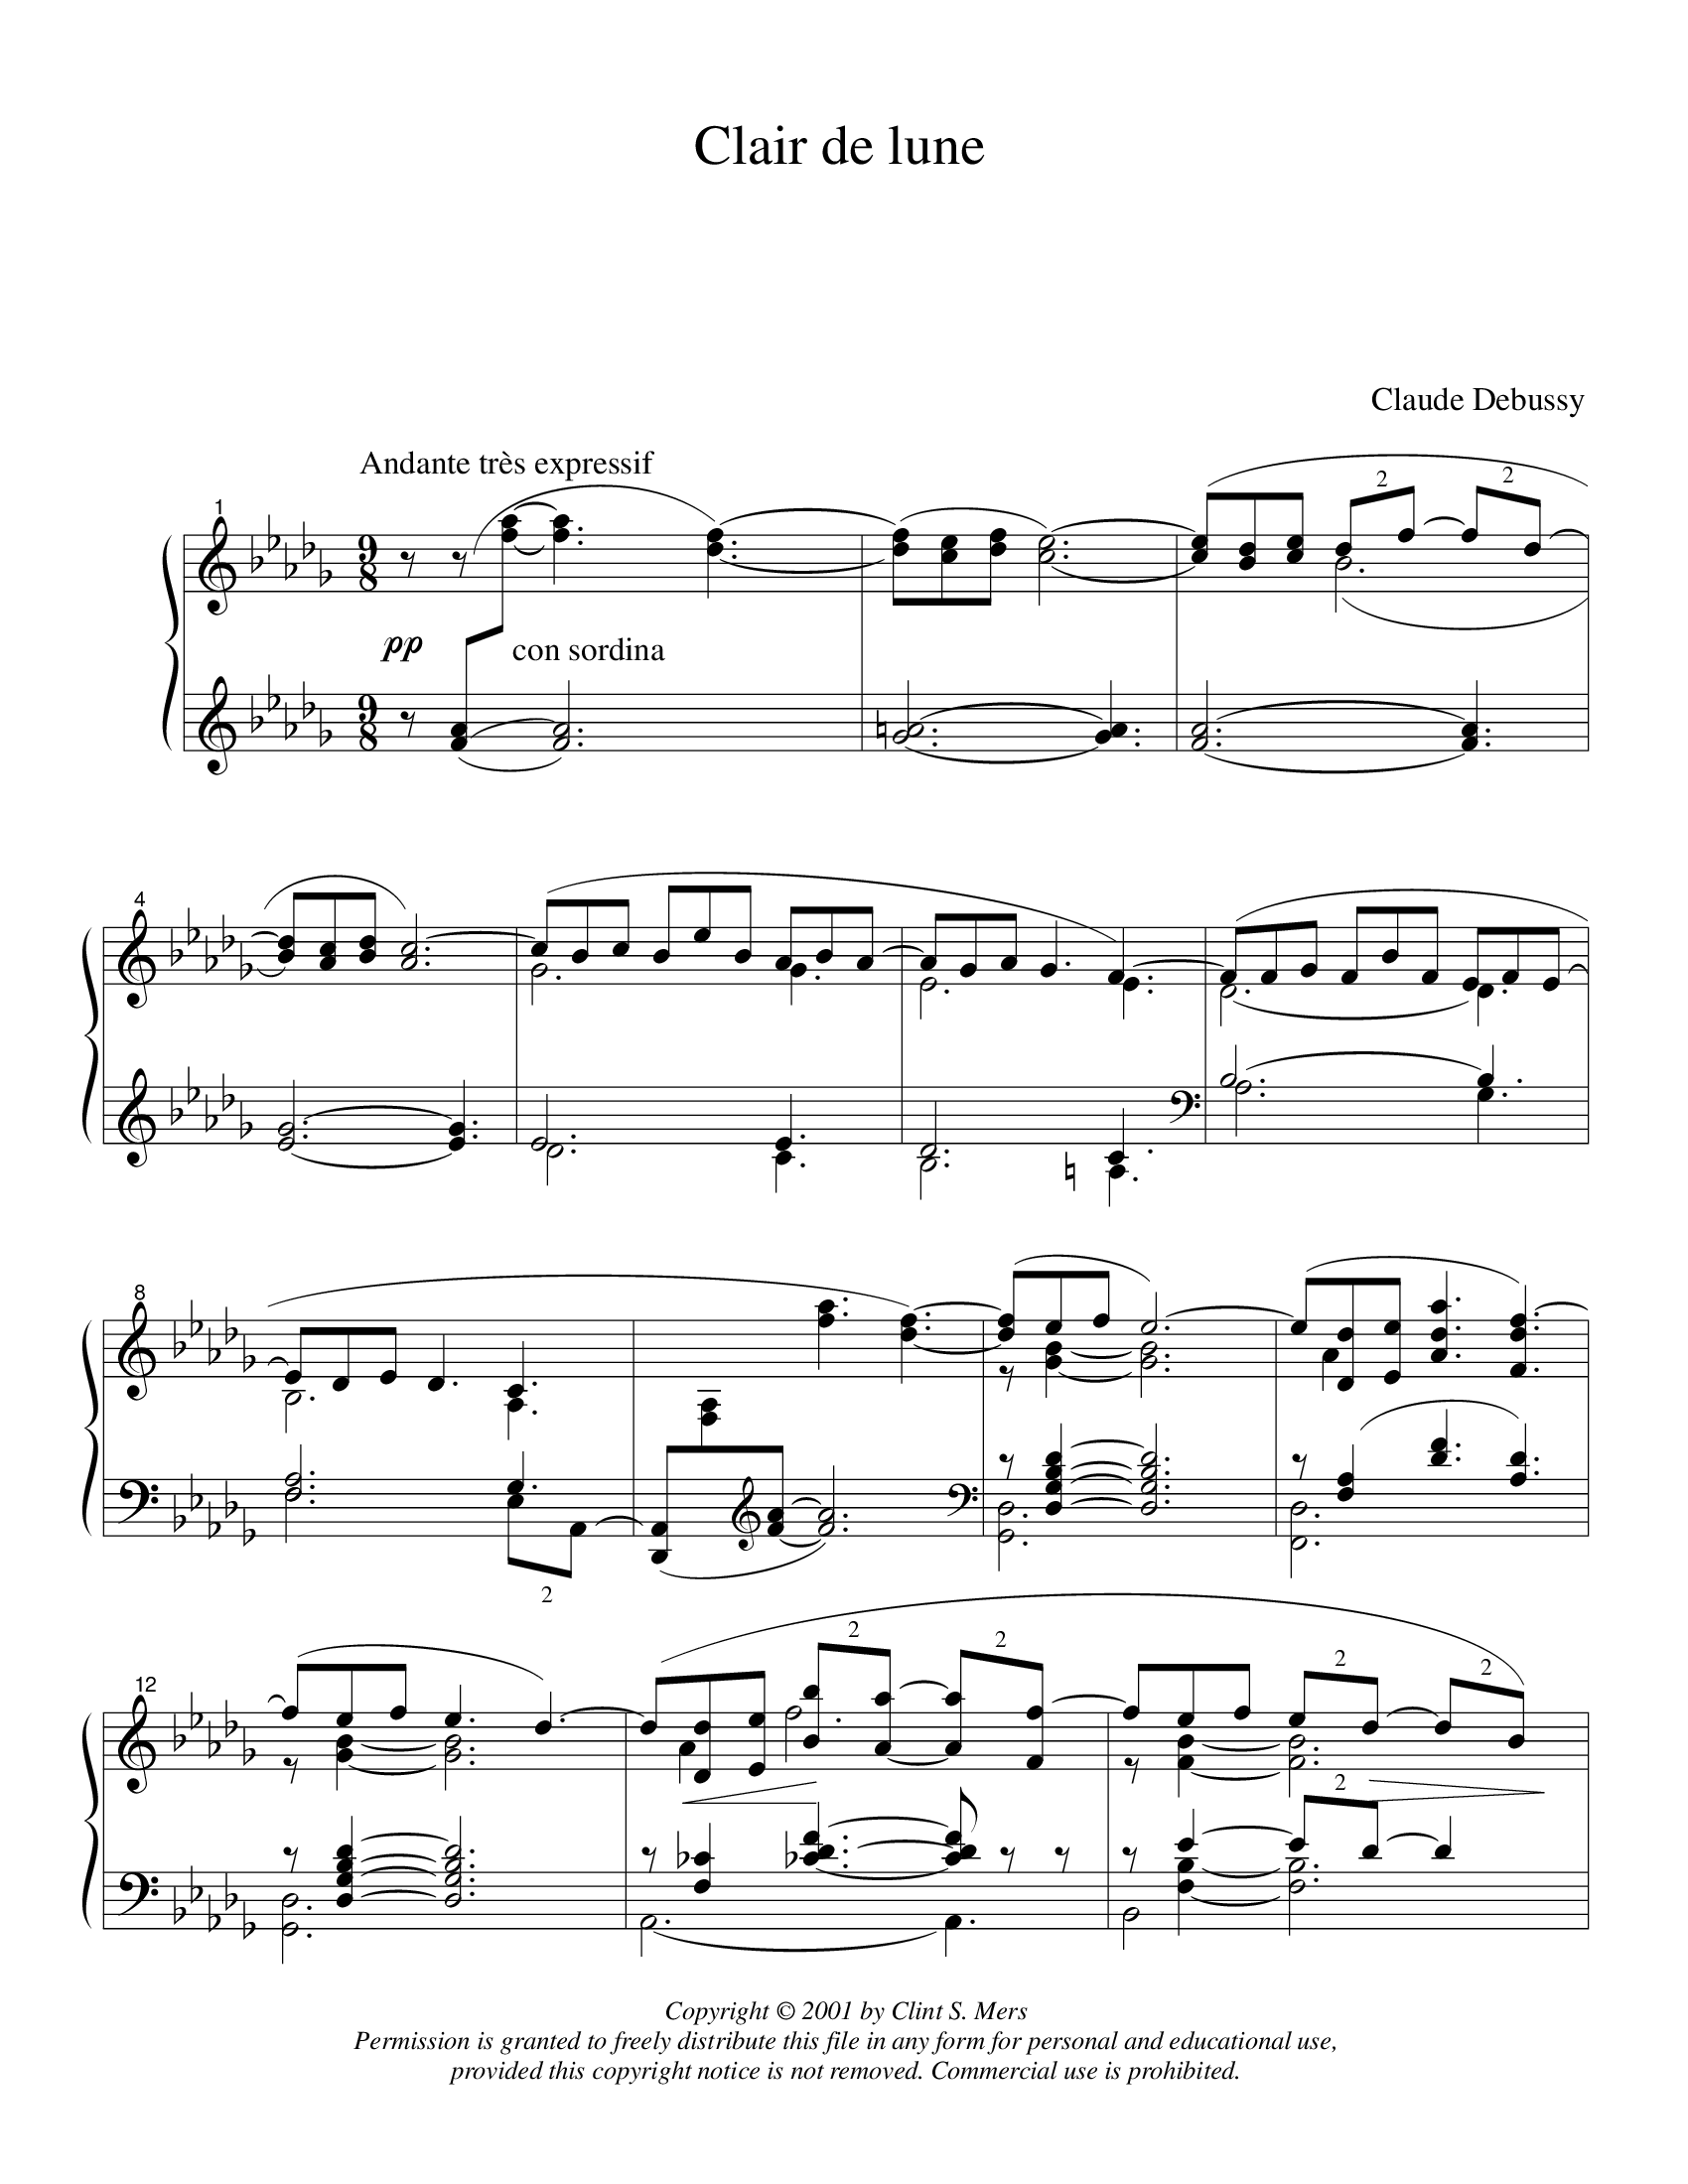 Clair de lune
Claude Debussy
Andante très expressif
1
2
2
9
8
pp
con sordina
9
8
4
8
2
12
2
2
2
2
2
Copyright © 2001 by Clint S. Mers
Permission is granted to freely distribute this file in any form for personal and educational use,
provided this copyright notice is not removed. Commercial use is prohibited.